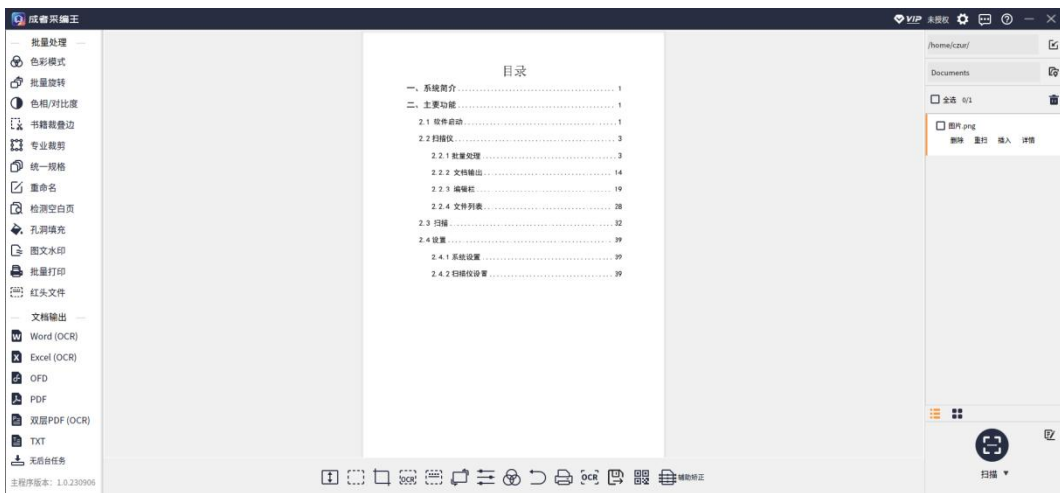 成者采编王
VIP 未授权
批量处理
色彩模式
批量旋转
色相/对比度
书籍裁叠边
专业裁剪
统一规格
重命名
检测空白页
孔洞填充
图文水印
批量打印
红头文件
文档输出
Word (OCR)
Excel (OCR)
OFD
PDF
双层PDF (OCR)
TXT
无后台任务
主程序版本: 1.0.230906
目录
一、系统简介 1
二、主要功能 1
2.1 软件启动 1
2.2 扫描仪 3
2.2.1 批量处理 3
2.2.2 文档输出 14
2.2.3 编辑栏 19
2.2.4 文件列表 28
2.3 扫描 32
2.4 设置 39
2.4.1 系统设置 39
2.4.2 扫描仪设置 39
OCR
OCR
辅助矫正
/home/czur/
Documents
全选 0/1
图片.png
删除 重扫 插入 详情
扫描